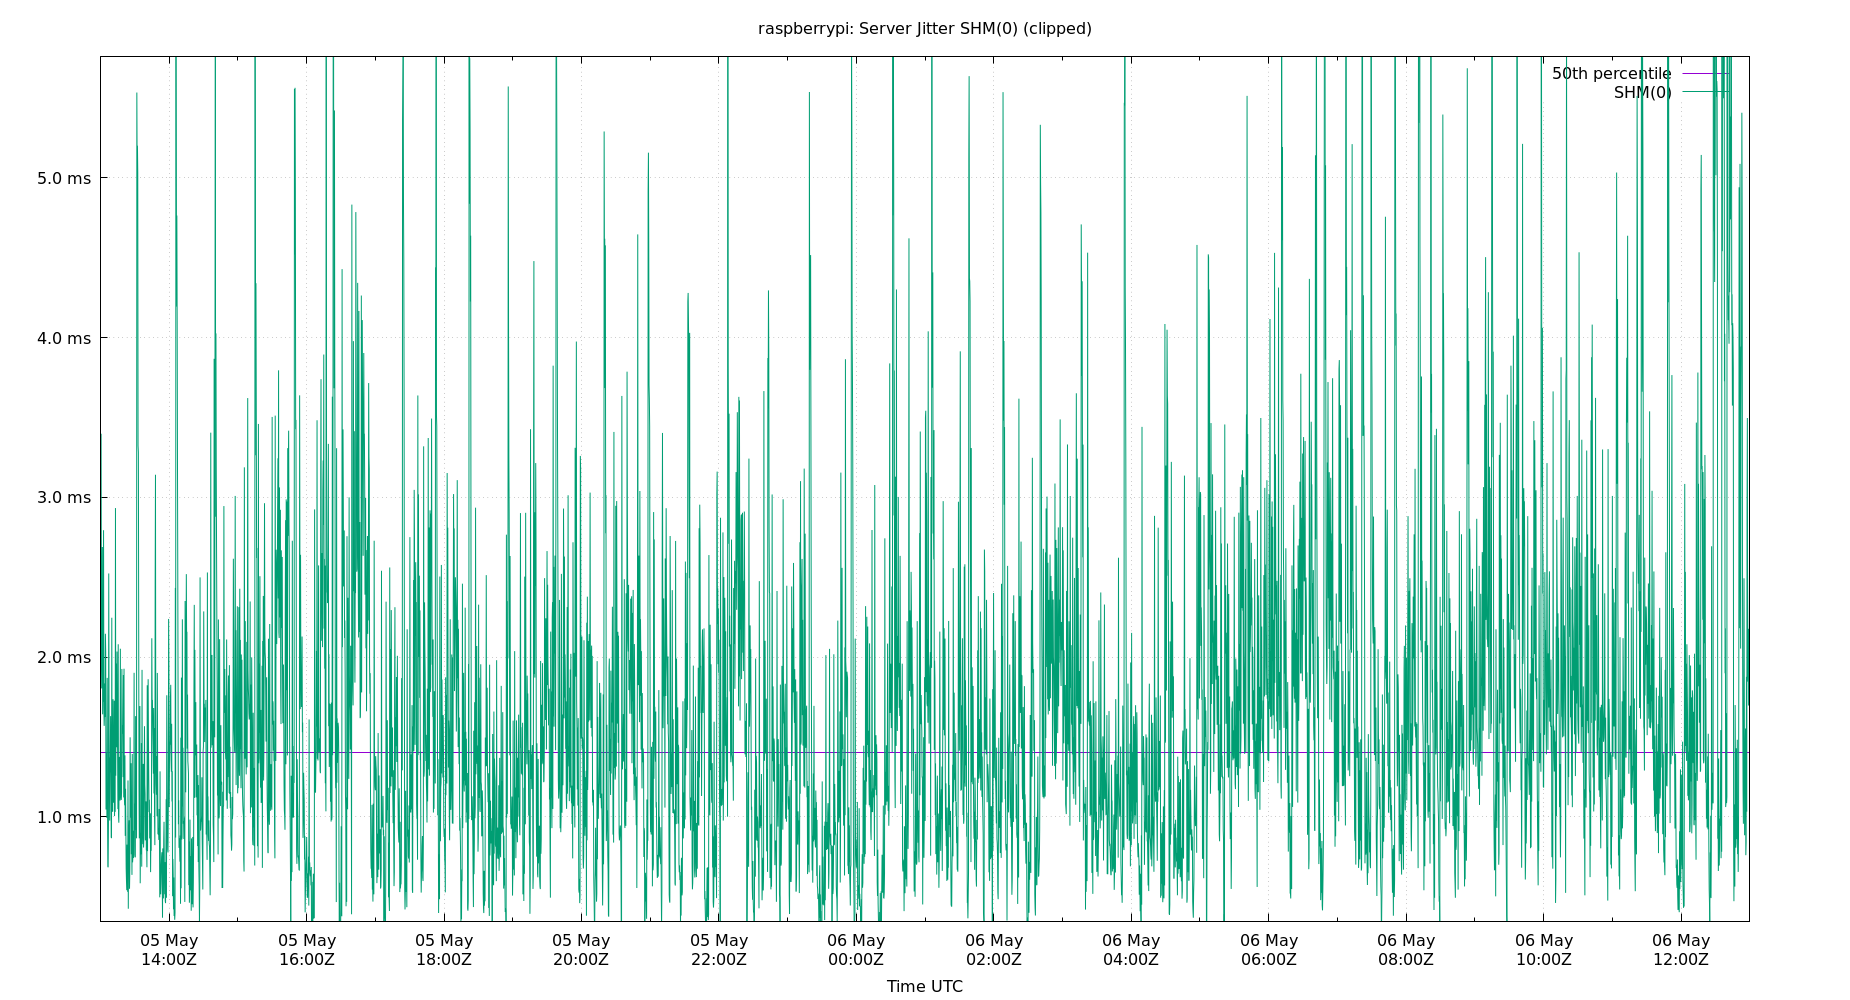 raspberrypi: Server Jitter SHM(0) (clipped)
50th percentile
SHM(0)
5.0 ms
4.0 ms
3.0 ms
2.0 ms
1.0 ms
05 May 05 May 05 May 05 May 05 May 06 May 06 May 06 May 06 May 06 May 06 May 06 May
14:00Z 16:00Z 18:00Z 20:00Z 22:00Z 00:00Z 02:00Z 04:00Z 06:00Z 08:00Z 10:00Z 12:00Z
Time UTC